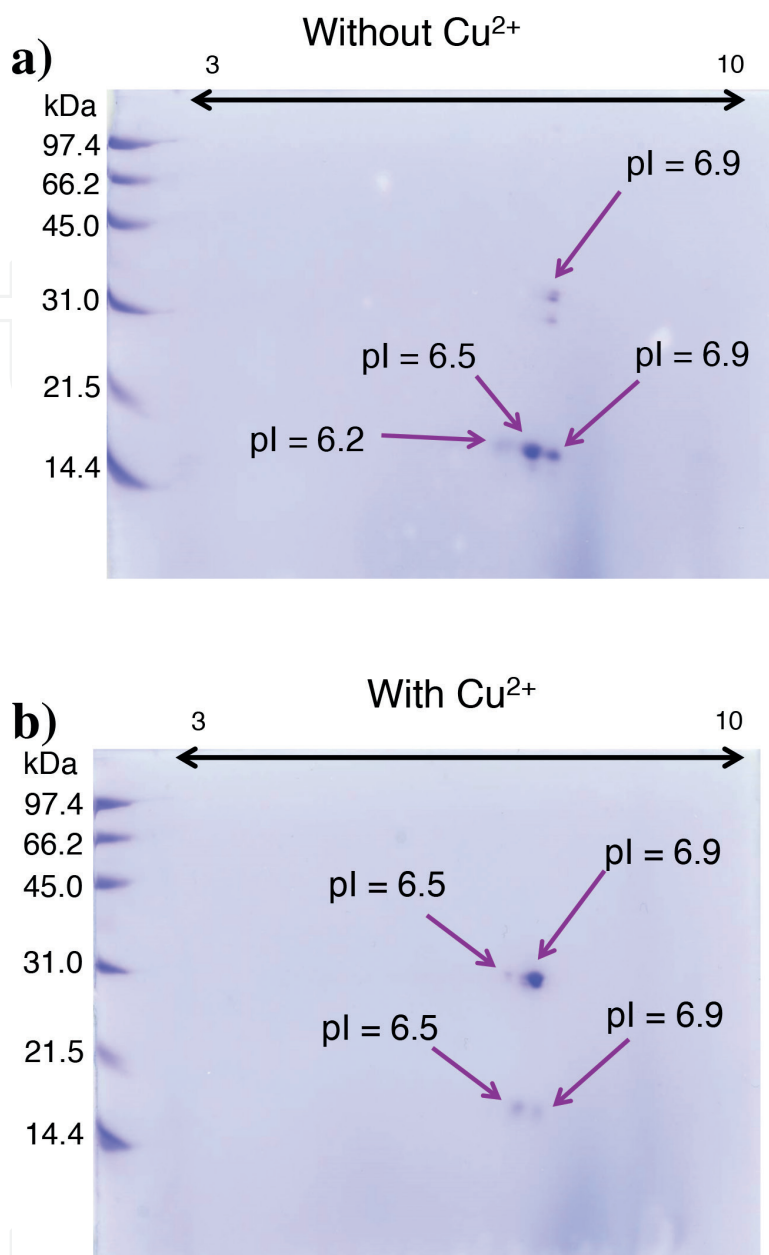 a)
Without Cu²⁺
3 10
kDa
97.4
66.2
45.0
31.0
21.5
14.4
pI = 6.9
pI = 6.5
pI = 6.9
pI = 6.2
b)
With Cu²⁺
3 10
kDa
97.4
66.2
45.0
31.0
21.5
14.4
pI = 6.9
pI = 6.5
pI = 6.9
pI = 6.5